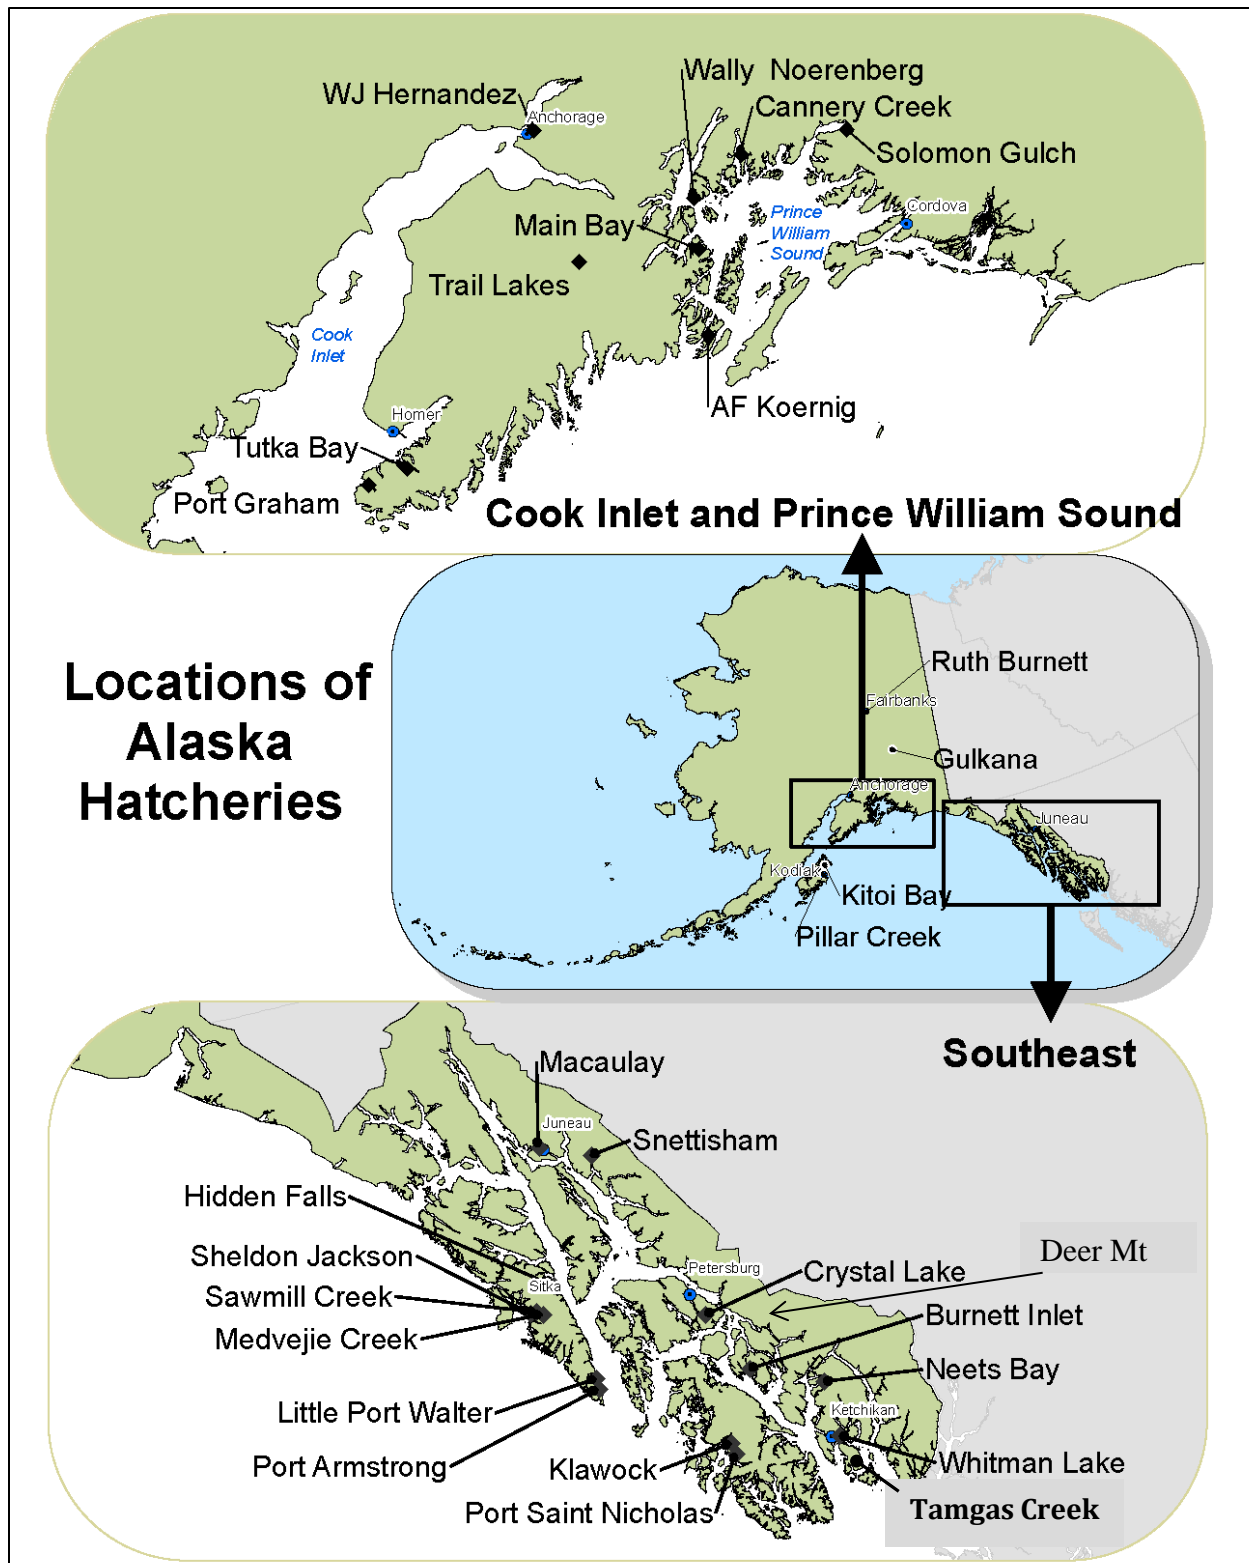 Wally Noerenberg
WJ Hernandez
Cannery Creek
Anchorage
Solomon Gulch
Cordova
Prince
William
Sound
Main Bay
Trail Lakes
Cook
Inlet
AF Koernig
Homer
Tutka Bay
Port Graham
Cook Inlet and Prince William Sound
Locations of
Alaska
Hatcheries
Ruth Burnett
Fairbanks
Gulkana
Anchorage
Juneau
Kodiak
Kitoi Bay
Pillar Creek
Southeast
Macaulay
Juneau
Snettisham
Hidden Falls
Deer Mt
Sheldon Jackson
Petersburg
Crystal Lake
Sitka
Sawmill Creek
Burnett Inlet
Medvejie Creek
Neets Bay
Little Port Walter
Ketchikan
Port Armstrong
Klawock
Whitman Lake
Port Saint Nicholas
Tamgas Creek